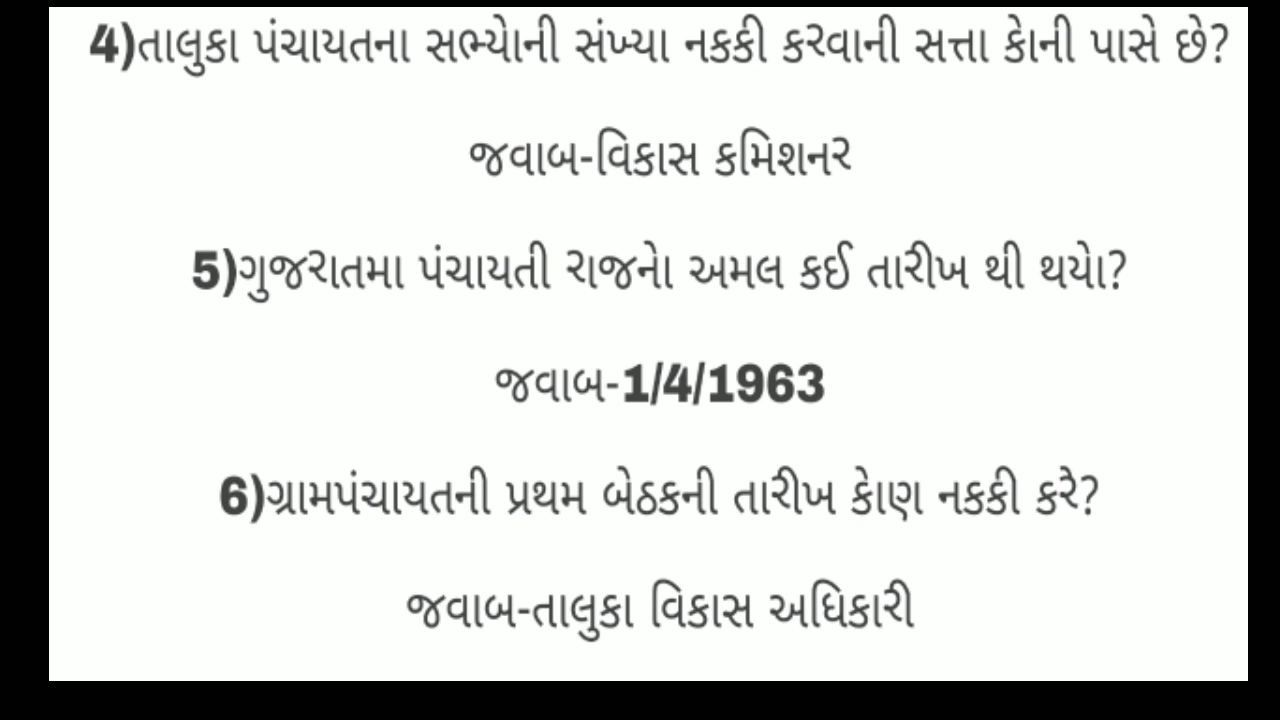 4)તાલુકા પંચાયતના સભ્યોની સંખ્યા નકકી કરવાની સત્તા કોની પાસે છે?
જવાબ-વિકાસ કમિશનર
5)ગુજરાતમા પંચાયતી રાજનો અમલ કઈ તારીખ થી થયો?
જવાબ-1/4/1963
6)ગ્રામપંચાયતની પ્રથમ બેઠકની તારીખ કોણ નકકી કરે?
જવાબ-તાલુકા વિકાસ અધિકારી